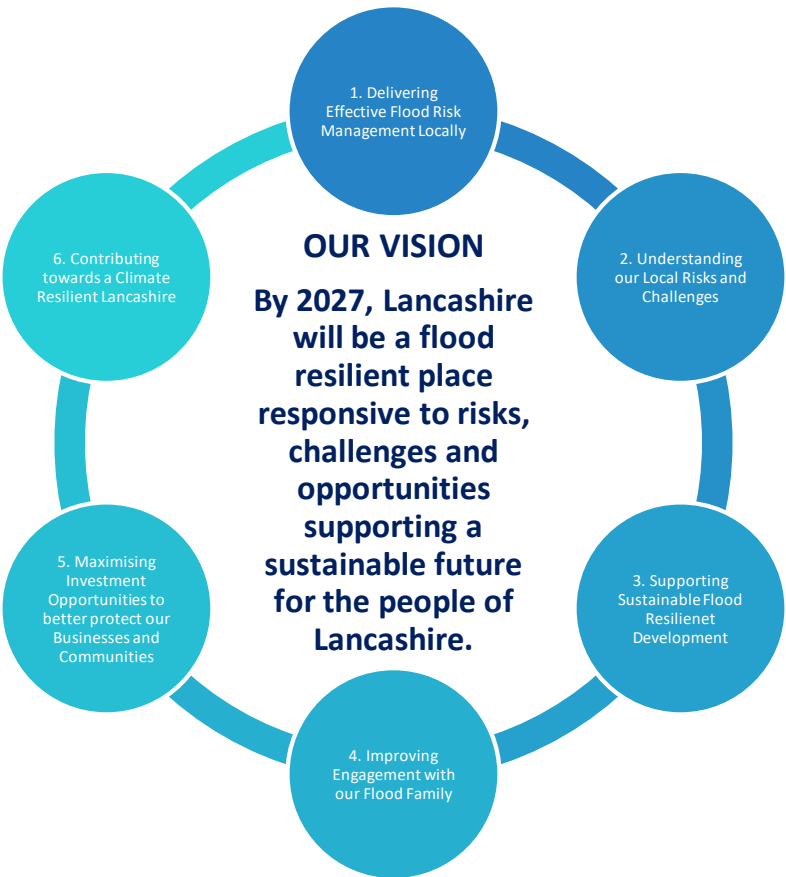 1. Delivering
Effective Flood Risk
Management Locally
OUR VISION
By 2027, Lancashire
will be a flood
resilient place
responsive to risks,
challenges and
opportunities
supporting a
sustainable future
for the people of
Lancashire.
2. Understanding
our Local Risks and
Challenges
3. Supporting
Sustainable Flood
Resilienet
Development
4. Improving
Engagement with
our Flood Family
5. Maximising
Investment
Opportunities to
better protect our
Businesses and
Communities
6. Contributing
towards a Climate
Resilient Lancashire